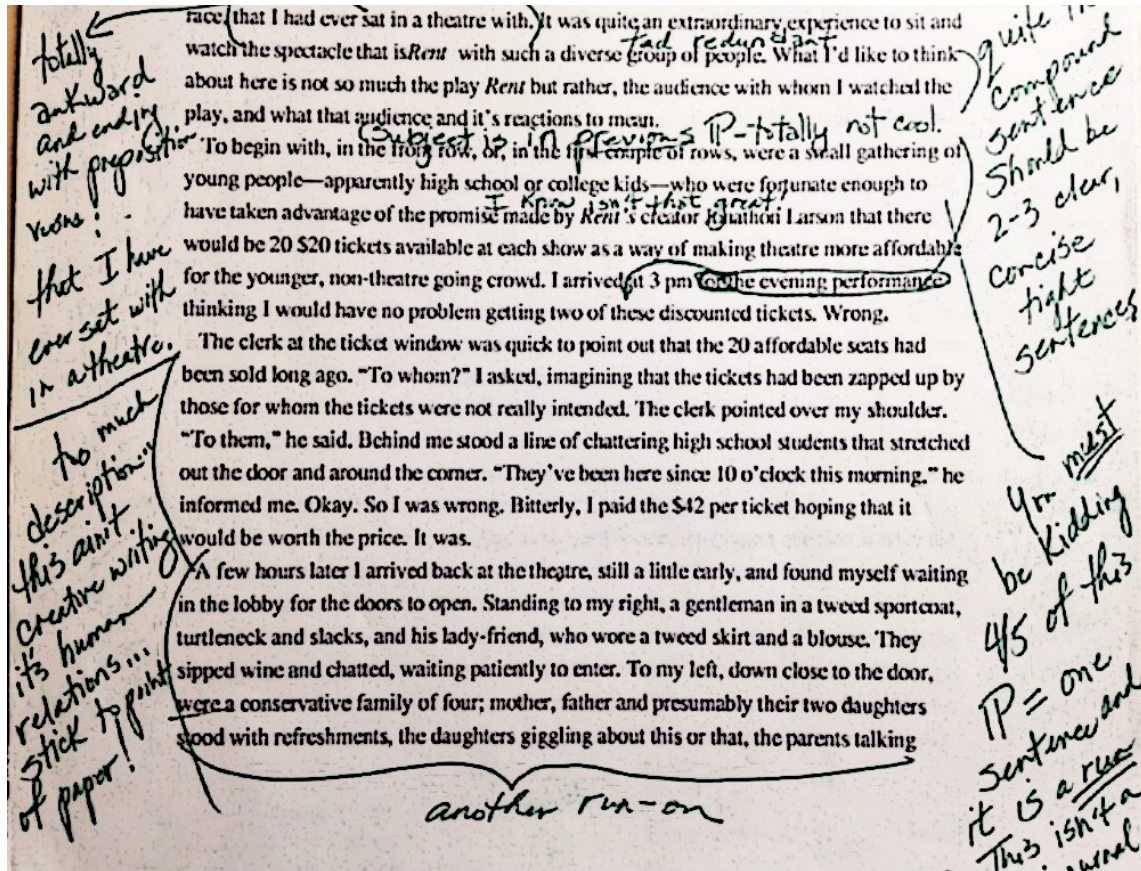 race, (that I had ever sat in a theatre with.) It was quite an extraordinary experience to sit and
tad redundant
watch the spectacle that is Rent with such a diverse group of people. What I'd like to think
about here is not so much the play Rent but rather, the audience with whom I watched the
play, and what that audience and it's reactions to mean.
(Subject is in previous ¶-totally not cool.
To begin with, in the front row, or, in the first couple of rows, were a small gathering of
young people—apparently high school or college kids—who were fortunate enough to
I know isn't that great!
have taken advantage of the promise made by Rent's creator Jonathon Larson that there
would be 20 $20 tickets available at each show as a way of making theatre more affordable
for the younger, non-theatre going crowd. I arrived at 3 pm for the evening performance
thinking I would have no problem getting two of these discounted tickets. Wrong.
The clerk at the ticket window was quick to point out that the 20 affordable seats had
been sold long ago. “To whom?” I asked, imagining that the tickets had been zapped up by
those for whom the tickets were not really intended. The clerk pointed over my shoulder.
“To them,” he said. Behind me stood a line of chattering high school students that stretched
out the door and around the corner. “They've been here since 10 o'clock this morning.” he
informed me. Okay. So I was wrong. Bitterly, I paid the $42 per ticket hoping that it
would be worth the price. It was.
A few hours later I arrived back at the theatre, still a little early, and found myself waiting
in the lobby for the doors to open. Standing to my right, a gentleman in a tweed sportcoat,
turtleneck and slacks, and his lady-friend, who wore a tweed skirt and a blouse. They
sipped wine and chatted, waiting patiently to enter. To my left, down close to the door,
were a conservative family of four; mother, father and presumably their two daughters
stood with refreshments, the daughters giggling about this or that, the parents talking
another run-on
totally
awkward
and ending
with preposition
that I have
ever set with
in a theatre.
too much
description...
this ain't
creative writing
it's human
relations...
stick to point
of paper!
quite
compound
sentence
Should be
2-3 clear,
concise
tight
sentences
You must
be kidding
4/5 of this
¶ = one
sentence and
it is a run
This isn't a